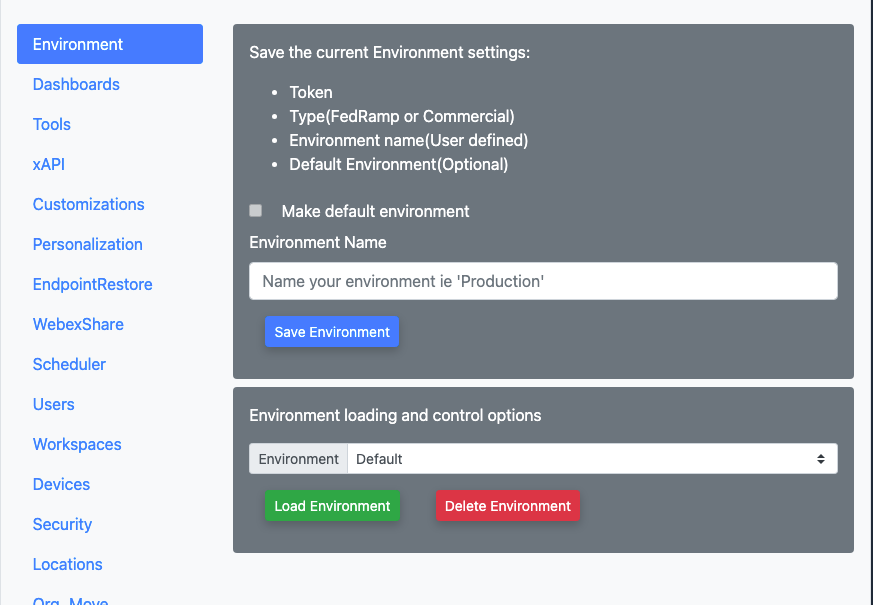 Environment
Dashboards
Tools
xAPI
Customizations
Personalization
EndpointRestore
WebexShare
Scheduler
Users
Workspaces
Devices
Security
Locations
Org. Move
Save the current Environment settings:
• Token
• Type(FedRamp or Commercial)
• Environment name(User defined)
• Default Environment(Optional)
Make default environment
Environment Name
Name your environment ie 'Production'
Save Environment
Environment loading and control options
Environment Default
Load Environment Delete Environment